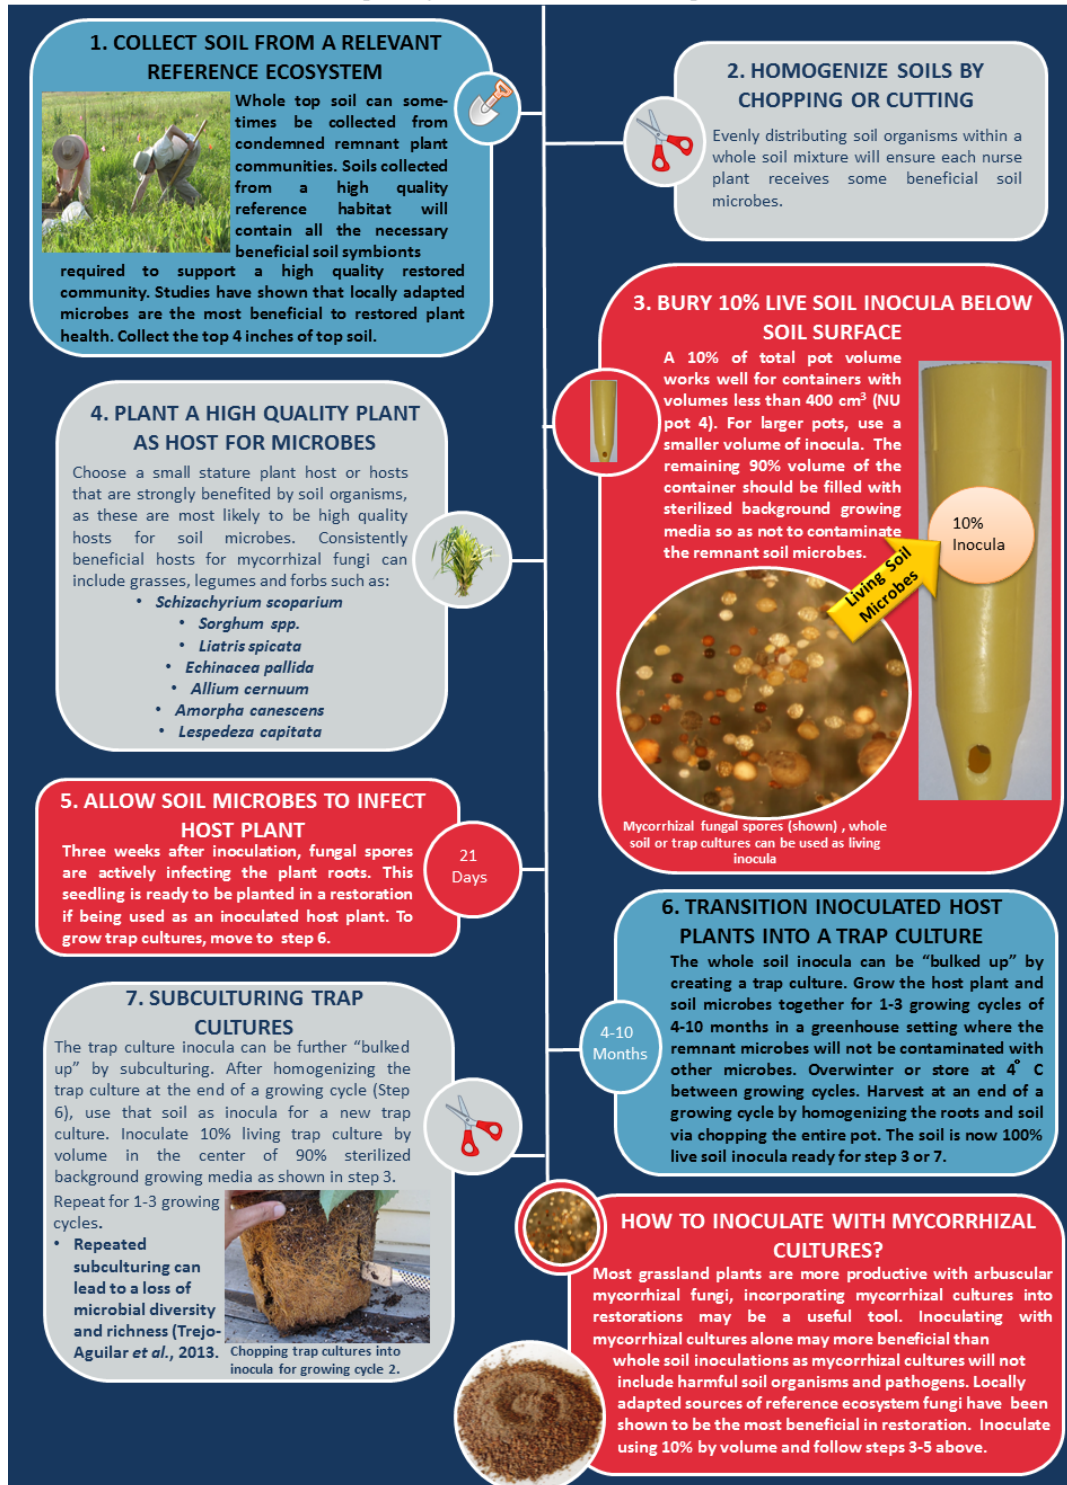 1. COLLECT SOIL FROM A RELEVANT
REFERENCE ECOSYSTEM
Whole top soil can some-
times be collected from
condemned remnant plant
communities. Soils collected
from a high quality
reference habitat will
contain all the necessary
beneficial soil symbionts
required to support a high quality restored
community. Studies have shown that locally adapted
microbes are the most beneficial to restored plant
health. Collect the top 4 inches of top soil.
2. HOMOGENIZE SOILS BY
CHOPPING OR CUTTING
Evenly distributing soil organisms within a
whole soil mixture will ensure each nurse
plant receives some beneficial soil
microbes.
3. BURY 10% LIVE SOIL INOCULA BELOW
SOIL SURFACE
A 10% of total pot volume
works well for containers with
volumes less than 400 cm³ (NU
pot 4). For larger pots, use a
smaller volume of inocula. The
remaining 90% volume of the
container should be filled with
sterilized background growing
media so as not to contaminate
the remnant soil microbes.
10%
Inocula
Living Soil
Microbes
Mycorrhizal fungal spores (shown) , whole
soil or trap cultures can be used as living
inocula
4. PLANT A HIGH QUALITY PLANT
AS HOST FOR MICROBES
Choose a small stature plant host or hosts
that are strongly benefited by soil organisms,
as these are most likely to be high quality
hosts for soil microbes. Consistently
beneficial hosts for mycorrhizal fungi can
include grasses, legumes and forbs such as:
• Schizachyrium scoparium
• Sorghum spp.
• Liatris spicata
• Echinacea pallida
• Allium cernuum
• Amorpha canescens
• Lespedeza capitata
5. ALLOW SOIL MICROBES TO INFECT
HOST PLANT
Three weeks after inoculation, fungal spores
are actively infecting the plant roots. This
seedling is ready to be planted in a restoration
if being used as an inoculated host plant. To
grow trap cultures, move to step 6.
21
Days
6. TRANSITION INOCULATED HOST
PLANTS INTO A TRAP CULTURE
The whole soil inocula can be "bulked up" by
creating a trap culture. Grow the host plant and
soil microbes together for 1-3 growing cycles of
4-10 months in a greenhouse setting where the
remnant microbes will not be contaminated with
other microbes. Overwinter or store at 4° C
between growing cycles. Harvest at an end of a
growing cycle by homogenizing the roots and soil
via chopping the entire pot. The soil is now 100%
live soil inocula ready for step 3 or 7.
4-10
Months
7. SUBCULTURING TRAP
CULTURES
The trap culture inocula can be further "bulked
up" by subculturing. After homogenizing the
trap culture at the end of a growing cycle (Step
6), use that soil as inocula for a new trap
culture. Inoculate 10% living trap culture by
volume in the center of 90% sterilized
background growing media as shown in step 3.
Repeat for 1-3 growing
cycles.
• Repeated
subculturing can
lead to a loss of
microbial diversity
and richness (Trejo-
Aguilar et al., 2013.
Chopping trap cultures into
inocula for growing cycle 2.
HOW TO INOCULATE WITH MYCORRHIZAL
CULTURES?
Most grassland plants are more productive with arbuscular
mycorrhizal fungi, incorporating mycorrhizal cultures into
restorations may be a useful tool. Inoculating with
mycorrhizal cultures alone may more beneficial than
whole soil inoculations as mycorrhizal cultures will not
include harmful soil organisms and pathogens. Locally
adapted sources of reference ecosystem fungi have been
shown to be the most beneficial in restoration. Inoculate
using 10% by volume and follow steps 3-5 above.